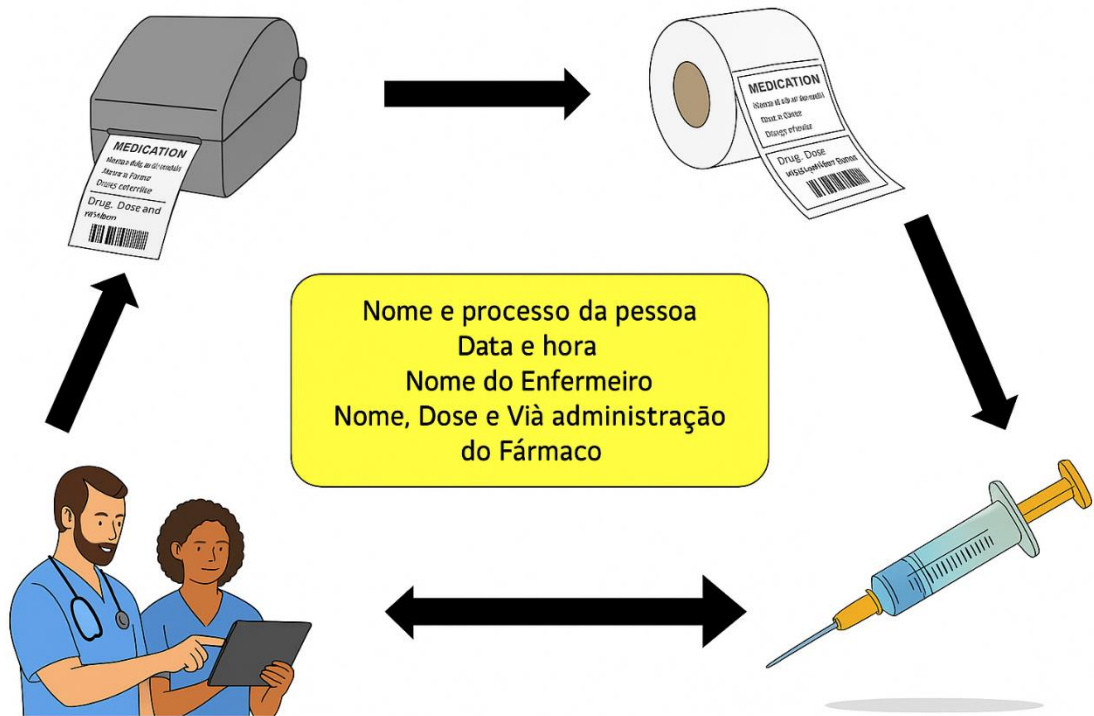 MEDICATION
Drug. Dose and
MEDICATION
Drug. Dose
Nome e processo da pessoa
Data e hora
Nome do Enfermeiro
Nome, Dose e Vià administração
do Fármaco